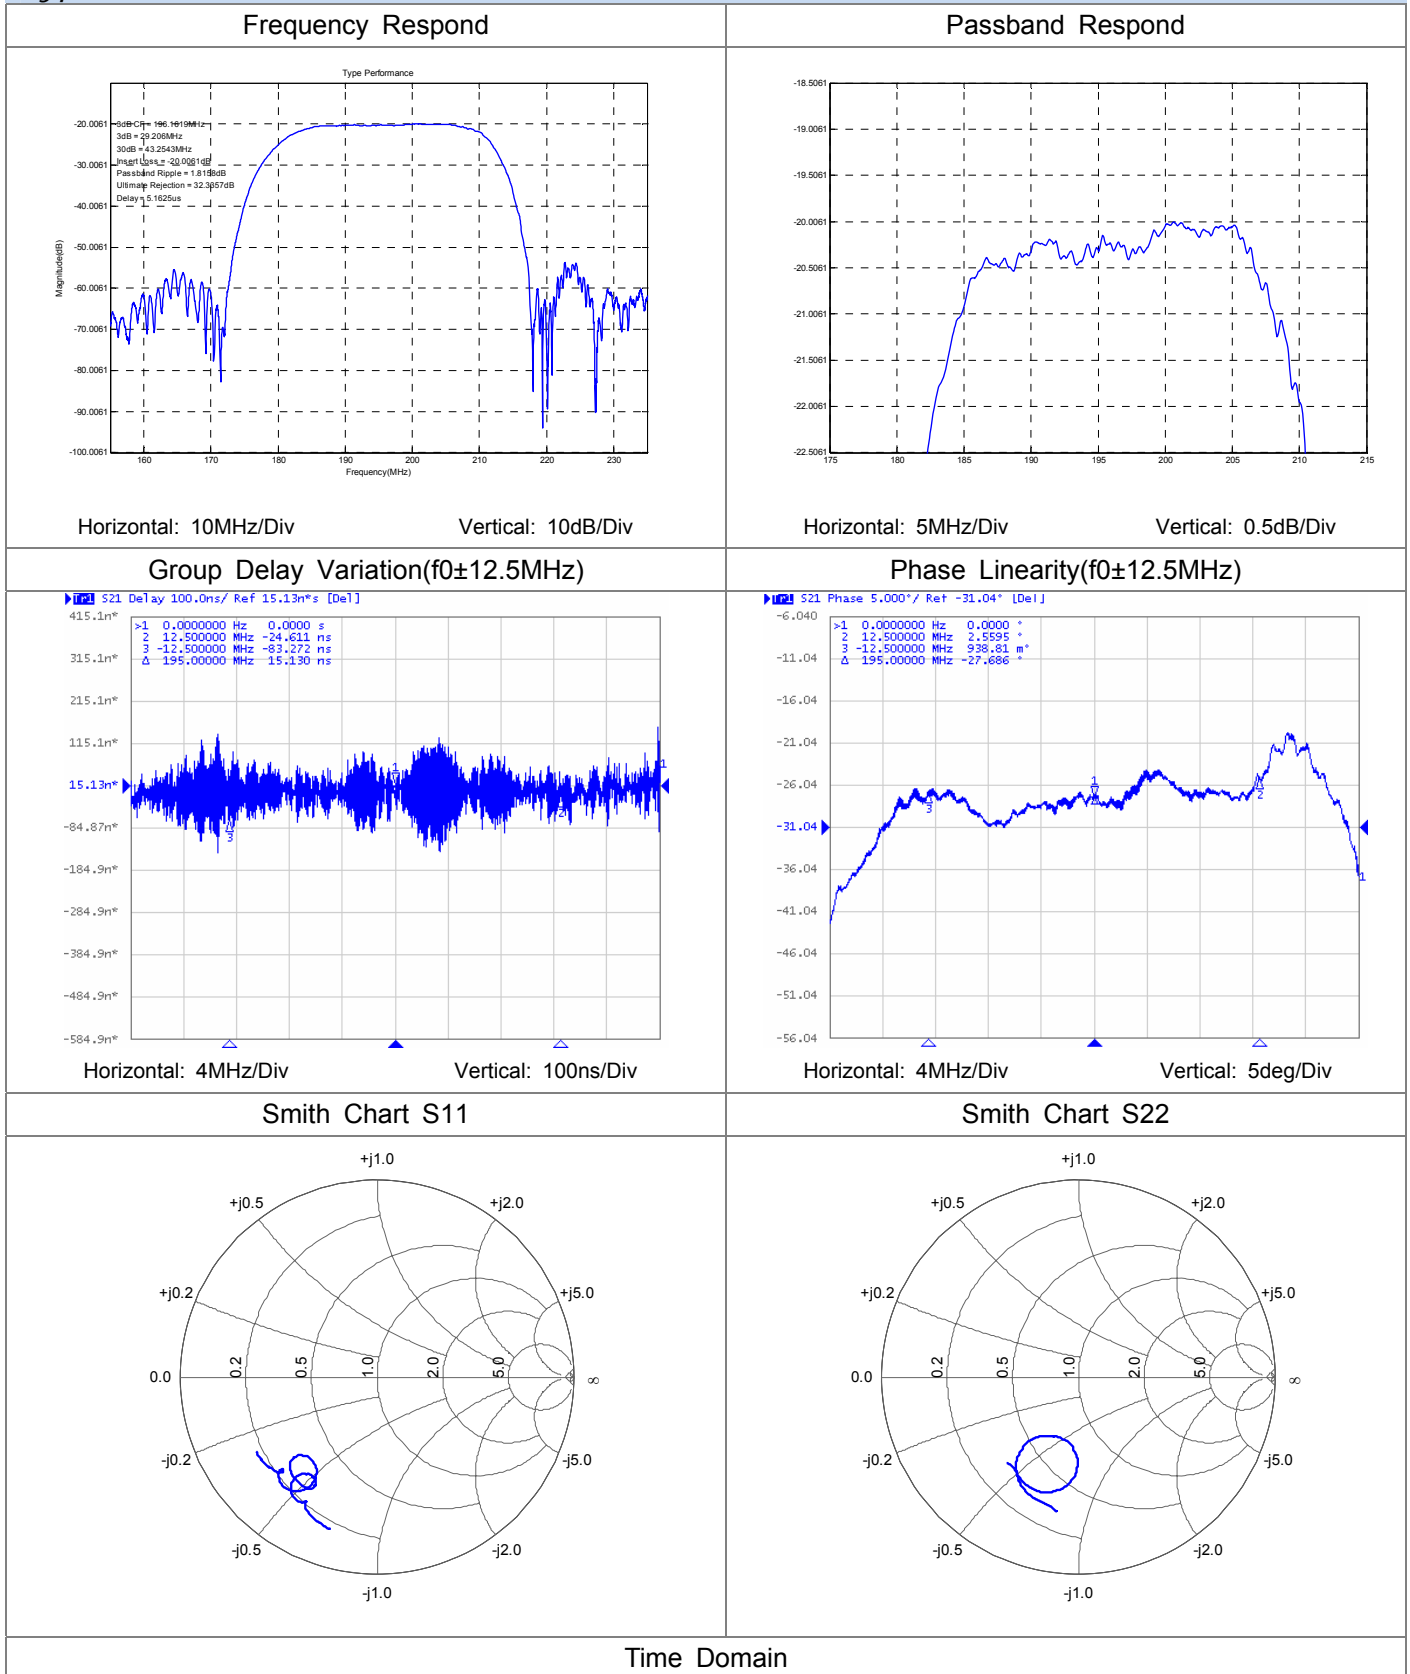 Frequency Respond
Passband Respond
Type Performance
-20.0061
-30.0061
-40.0061
-50.0061
-60.0061
-70.0061
-80.0061
-90.0061
-100.0061
Magnitude(dB)
3dB = 29.206MHz
30dB = 43.2543MHz
Insert Loss = -20.0061dB
Passband Ripple = 1.8158dB
Ultimate Rejection = 32.3357dB
Delay = 5.1625us
160 170 180 190 200 210 220 230
Frequency(MHz)
Horizontal: 10MHz/Div Vertical: 10dB/Div
-18.5061
-19.0061
-19.5061
-20.0061
-20.5061
-21.0061
-21.5061
-22.0061
-22.5061
175 180 185 190 195 200 205 210 215
Horizontal: 5MHz/Div Vertical: 0.5dB/Div
Group Delay Variation(f0±12.5MHz)
Phase Linearity(f0±12.5MHz)
Tr1 S21 Delay 100.0ns/ Ref 15.13n*s [Del]
415.1n*
315.1n*
215.1n*
115.1n*
15.13n*
-84.87n*
-184.9n*
-284.9n*
-384.9n*
-484.9n*
-584.9n*
>1 0.0000000 Hz 0.0000 s
2 12.500000 MHz -24.611 ns
3 -12.500000 MHz -83.272 ns
Δ 195.00000 MHz 15.130 ns
1
2
3
1
Horizontal: 4MHz/Div Vertical: 100ns/Div
Tr1 S21 Phase 5.000°/ Ref -31.04° [Del]
-6.040
-11.04
-16.04
-21.04
-26.04
-31.04
-36.04
-41.04
-46.04
-51.04
-56.04
>1 0.0000000 Hz 0.0000 °
2 12.500000 MHz 2.5595 °
3 -12.500000 MHz 938.81 m°
Δ 195.00000 MHz -27.686 °
1
2
3
1
Horizontal: 4MHz/Div Vertical: 5deg/Div
Smith Chart S11
Smith Chart S22
+j1.0
+j0.5
+j2.0
+j0.2
+j5.0
0.0
0.2
0.5
1.0
2.0
5.0
∞
-j0.2
-j5.0
-j0.5
-j2.0
-j1.0
+j1.0
+j0.5
+j2.0
+j0.2
+j5.0
0.0
0.2
0.5
1.0
2.0
5.0
∞
-j0.2
-j5.0
-j0.5
-j2.0
-j1.0
Time Domain